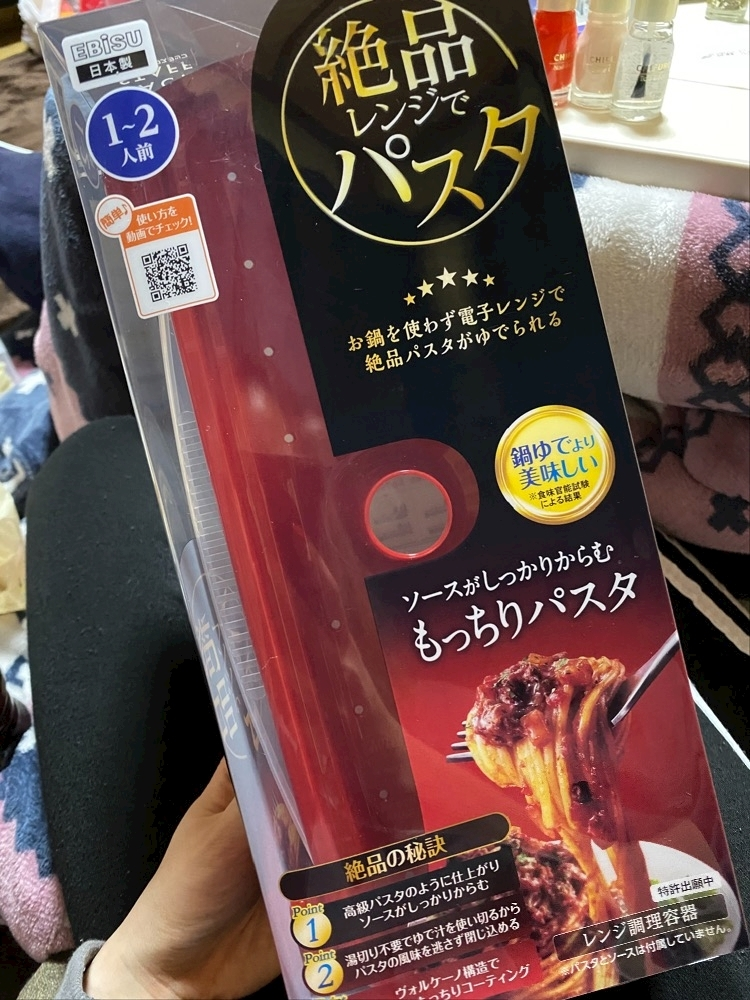 EBiSU
日本製
1~2
人前
簡単♪
使い方を
動画でチェック!
絶品
レンジで
パスタ
お鍋を使わず電子レンジで
絶品パスタがゆでられる
鍋ゆでより
美味しい
※食味官能試験
による結果
ソースがしっかりからむ
もっちりパスタ
絶品の秘訣
Point
1
高級パスタのように仕上がり
ソースがしっかりからむ
Point
2
湯切り不要でゆで汁を使い切るから
パスタの風味を逃さず閉じ込める
ヴォルケーノ構造で
もっちりコーティング
特許出願中
レンジ調理容器
※パスタとソースは付属していません。